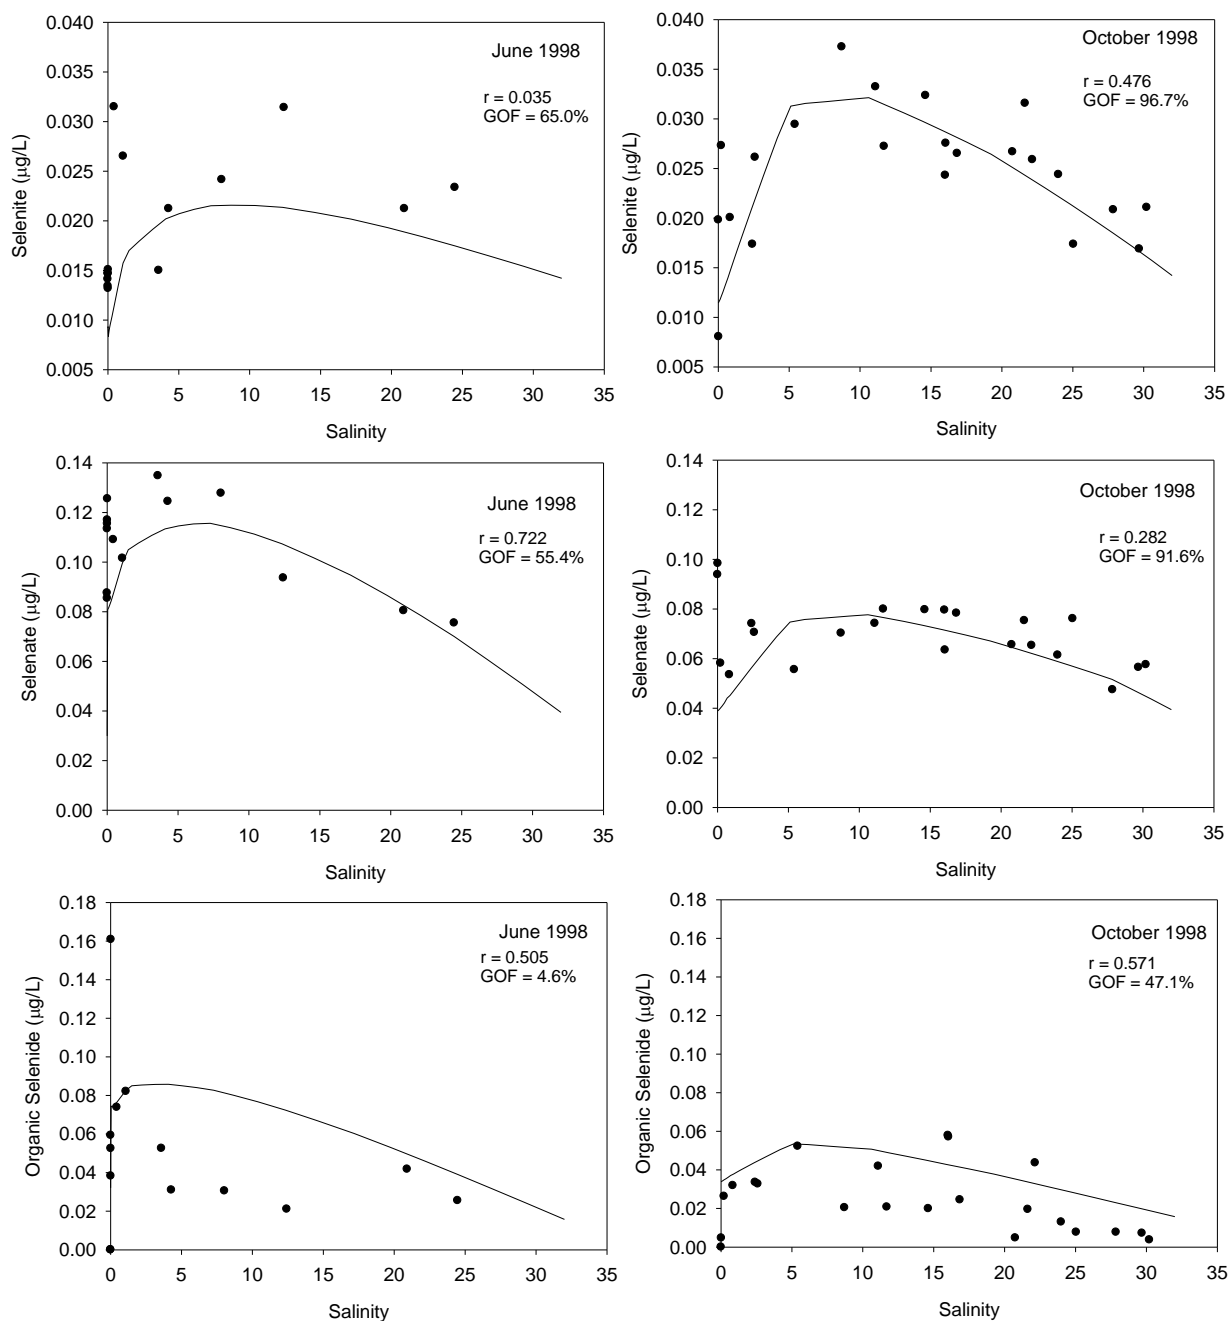 June 1998
r = 0.035
GOF = 65.0%
Selenite (µg/L)
0.040
0.035
0.030
0.025
0.020
0.015
0.010
0.005
0 5 10 15 20 25 30 35
Salinity
October 1998
r = 0.476
GOF = 96.7%
Selenite (µg/L)
0.040
0.035
0.030
0.025
0.020
0.015
0.010
0.005
0 5 10 15 20 25 30 35
Salinity
June 1998
r = 0.722
GOF = 55.4%
Selenate (µg/L)
0.14
0.12
0.10
0.08
0.06
0.04
0.02
0.00
0 5 10 15 20 25 30 35
Salinity
October 1998
r = 0.282
GOF = 91.6%
Selenate (µg/L)
0.14
0.12
0.10
0.08
0.06
0.04
0.02
0.00
0 5 10 15 20 25 30 35
Salinity
June 1998
r = 0.505
GOF = 4.6%
Organic Selenide (µg/L)
0.18
0.16
0.14
0.12
0.10
0.08
0.06
0.04
0.02
0.00
0 5 10 15 20 25 30 35
Salinity
October 1998
r = 0.571
GOF = 47.1%
Organic Selenide (µg/L)
0.18
0.16
0.14
0.12
0.10
0.08
0.06
0.04
0.02
0.00
0 5 10 15 20 25 30 35
Salinity